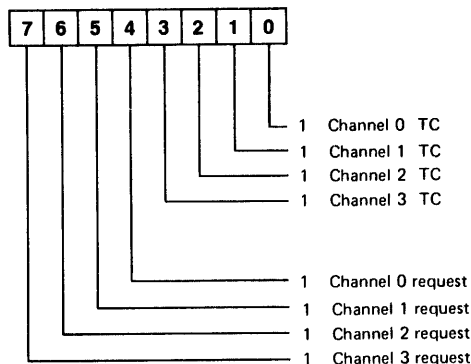 7 6 5 4 3 2 1 0
1 Channel 0 TC
1 Channel 1 TC
1 Channel 2 TC
1 Channel 3 TC
1 Channel 0 request
1 Channel 1 request
1 Channel 2 request
1 Channel 3 request